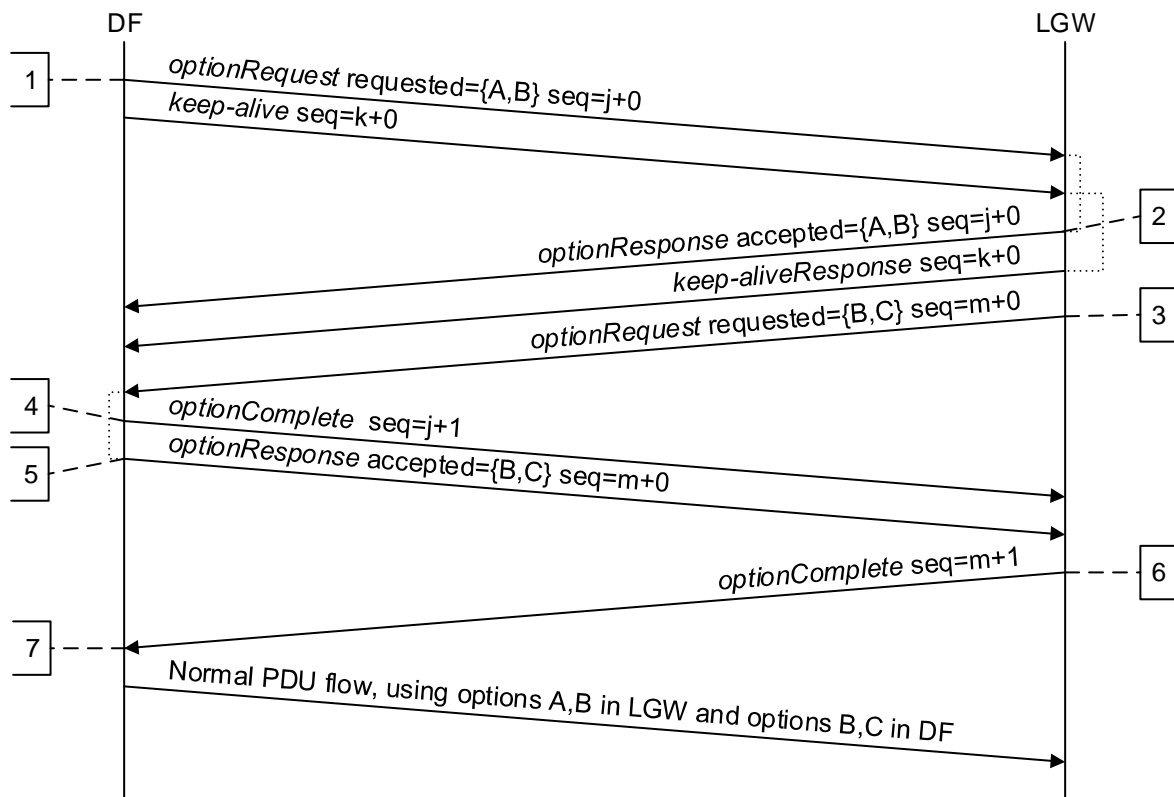 DF
LGW
1
optionRequest requested={A,B} seq=j+0
keep-alive seq=k+0
2
optionResponse accepted={A,B} seq=j+0
keep-aliveResponse seq=k+0
3
optionRequest requested={B,C} seq=m+0
4
optionComplete seq=j+1
5
optionResponse accepted={B,C} seq=m+0
6
optionComplete seq=m+1
7
Normal PDU flow, using options A,B in LGW and options B,C in DF